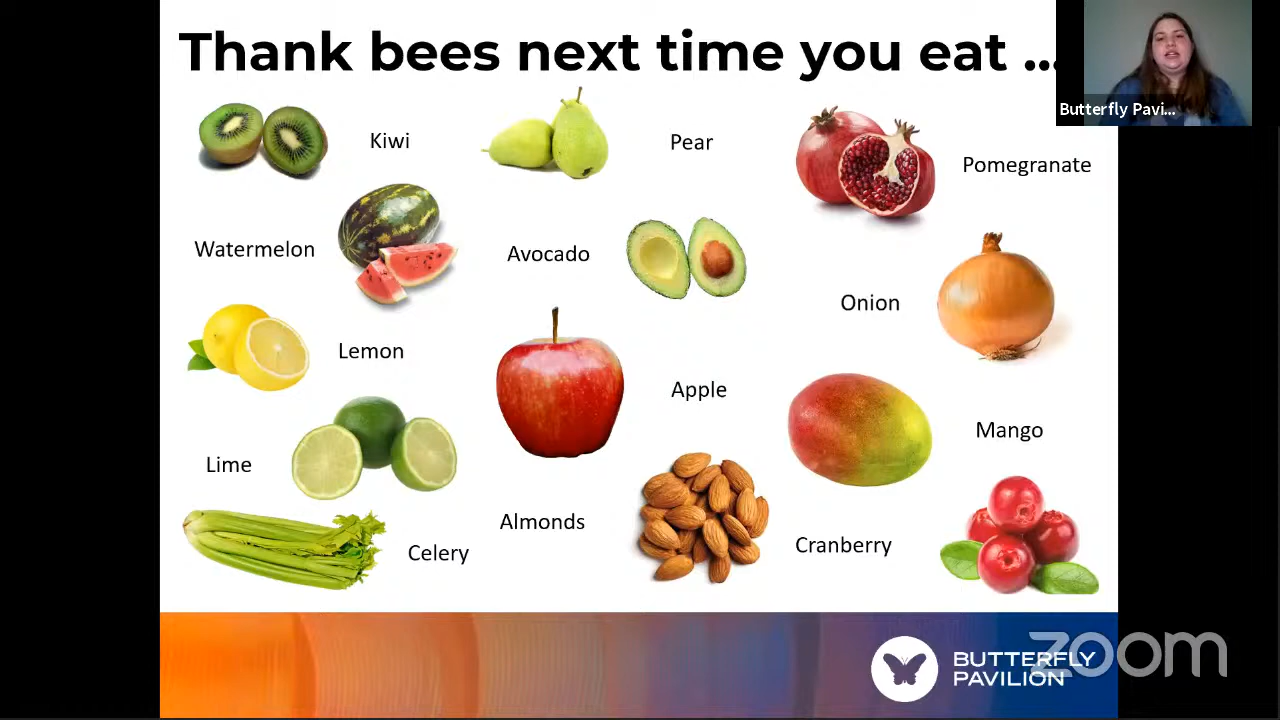 Thank bees next time you eat ...
Butterfly Pavi...
Kiwi
Pear
Pomegranate
Watermelon
Avocado
Onion
Lemon
Apple
Mango
Lime
Almonds
Cranberry
Celery
BUTTERFLY
PAVILION
zoom